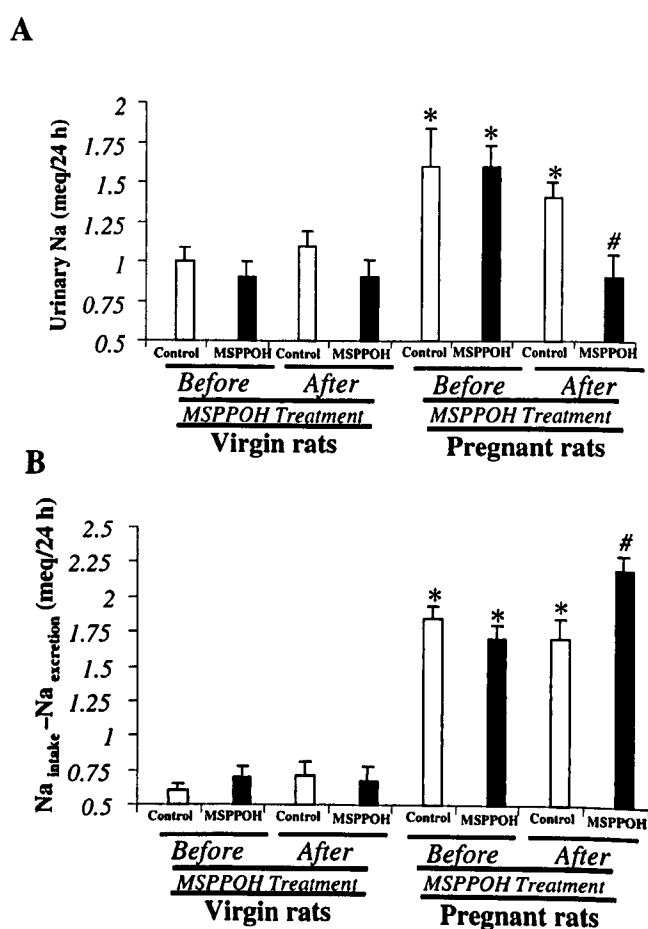 A
Urinary Na (meq/24 h)
2
1.75
1.5
1.25
1
0.75
0.5
* * * #
Control MSPPOH Control MSPPOH Control MSPPOH Control MSPPOH
Before After Before After
MSPPOH Treatment MSPPOH Treatment
Virgin rats Pregnant rats
B
Na intake –Na excretion (meq/24 h)
2.5
2.25
2
1.75
1.5
1.25
1
0.75
0.5
* * * #
Control MSPPOH Control MSPPOH Control MSPPOH Control MSPPOH
Before After Before After
MSPPOH Treatment MSPPOH Treatment
Virgin rats Pregnant rats